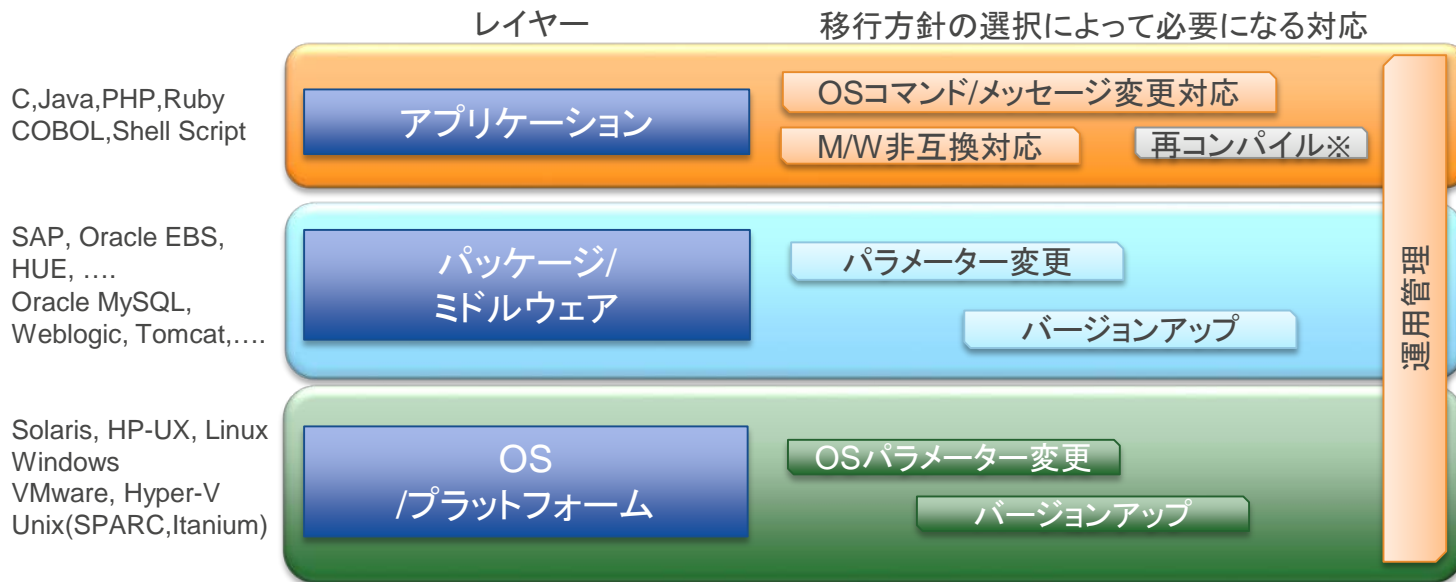 レイヤー
移行方針の選択によって必要になる対応
C,Java,PHP,Ruby
COBOL,Shell Script
アプリケーション
OSコマンド/メッセージ変更対応
M/W非互換対応
再コンパイル※
SAP, Oracle EBS,
HUE, ….
Oracle MySQL,
Weblogic, Tomcat,….
パッケージ/
ミドルウェア
パラメーター変更
バージョンアップ
Solaris, HP-UX, Linux
Windows
VMware, Hyper-V
Unix(SPARC,Itanium)
OS
/プラットフォーム
OSパラメーター変更
バージョンアップ
運用管理